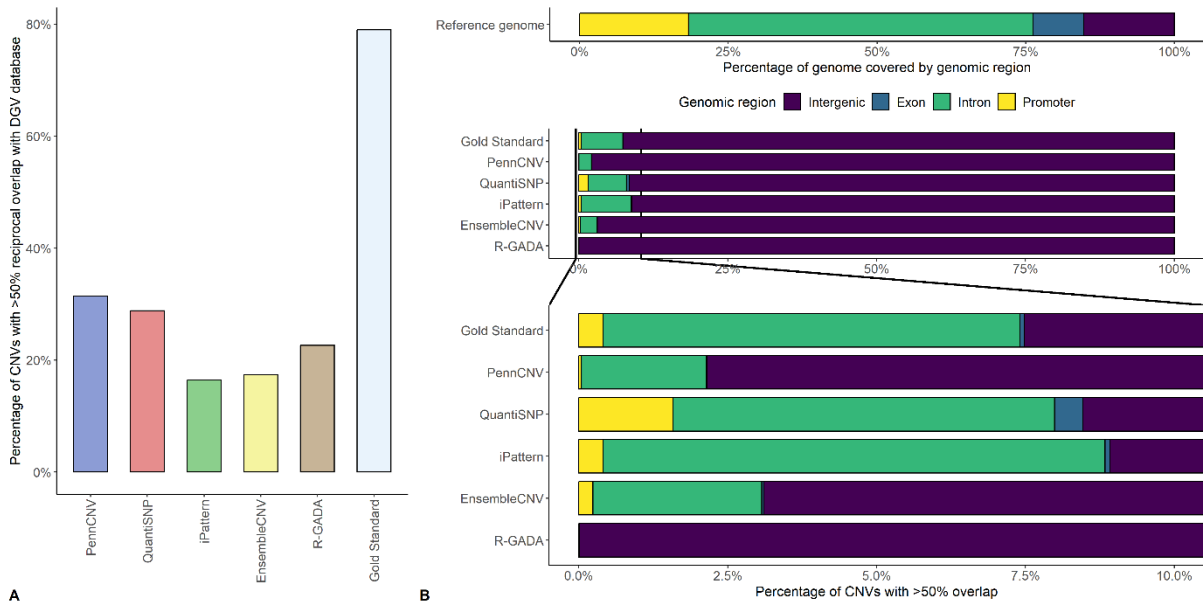 Percentage of CNVs with >50% reciprocal overlap with DGV database
80%
60%
40%
20%
0%
PennCNV
QuantiSNP
iPattern
EnsembleCNV
R-GADA
Gold Standard
A
Reference genome
0% 25% 50% 75% 100%
Percentage of genome covered by genomic region
Genomic region Intergenic Exon Intron Promoter
Gold Standard
PennCNV
QuantiSNP
iPattern
EnsembleCNV
R-GADA
0% 25% 50% 75% 100%
Gold Standard
PennCNV
QuantiSNP
iPattern
EnsembleCNV
R-GADA
0.0% 2.5% 5.0% 7.5% 10.0%
Percentage of CNVs with >50% overlap
B